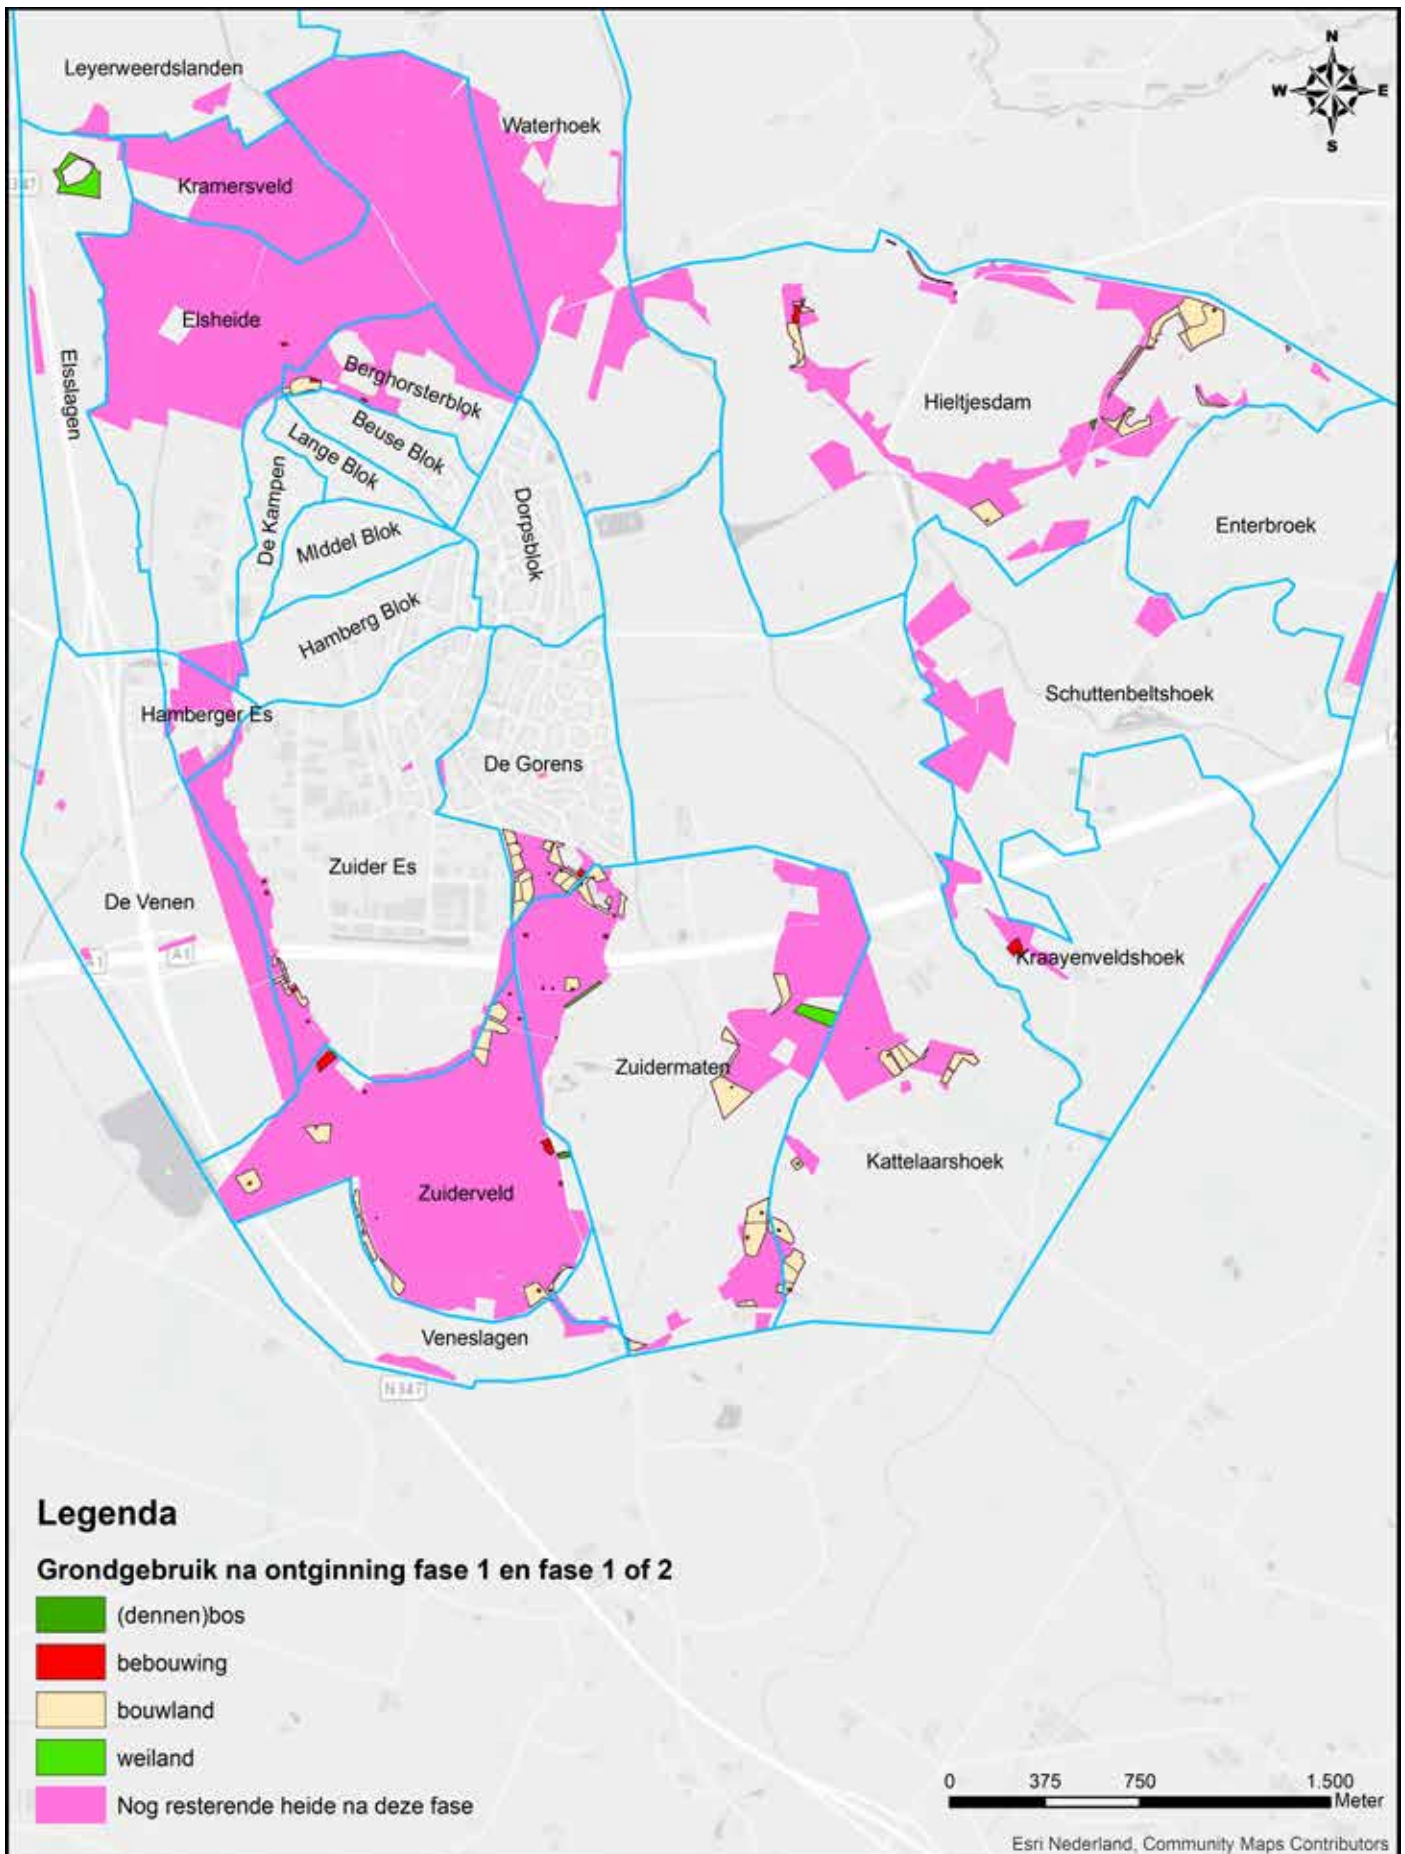 N
W E
S
Leyerweerdslanden
Waterhoek
Kramersveld
Elsheide
Elsslagen
Berghorsterblok
Beuse Blok
Lange Blok
De Kampen
MIddel Blok
Hamberg Blok
Dorpsblok
Hieltjesdam
Enterbroek
Schuttenbeltshoek
Hamberger Es
De Gorens
Zuider Es
De Venen
A1
Kraayenveldshoek
Zuidermaten
Kattelaarshoek
Zuiderveld
Veneslagen
N347
Legenda
Grondgebruik na ontginning fase 1 en fase 1 of 2
(dennen)bos
bebouwing
bouwland
weiland
Nog resterende heide na deze fase
0 375 750 1.500
Meter
Esri Nederland, Community Maps Contributors